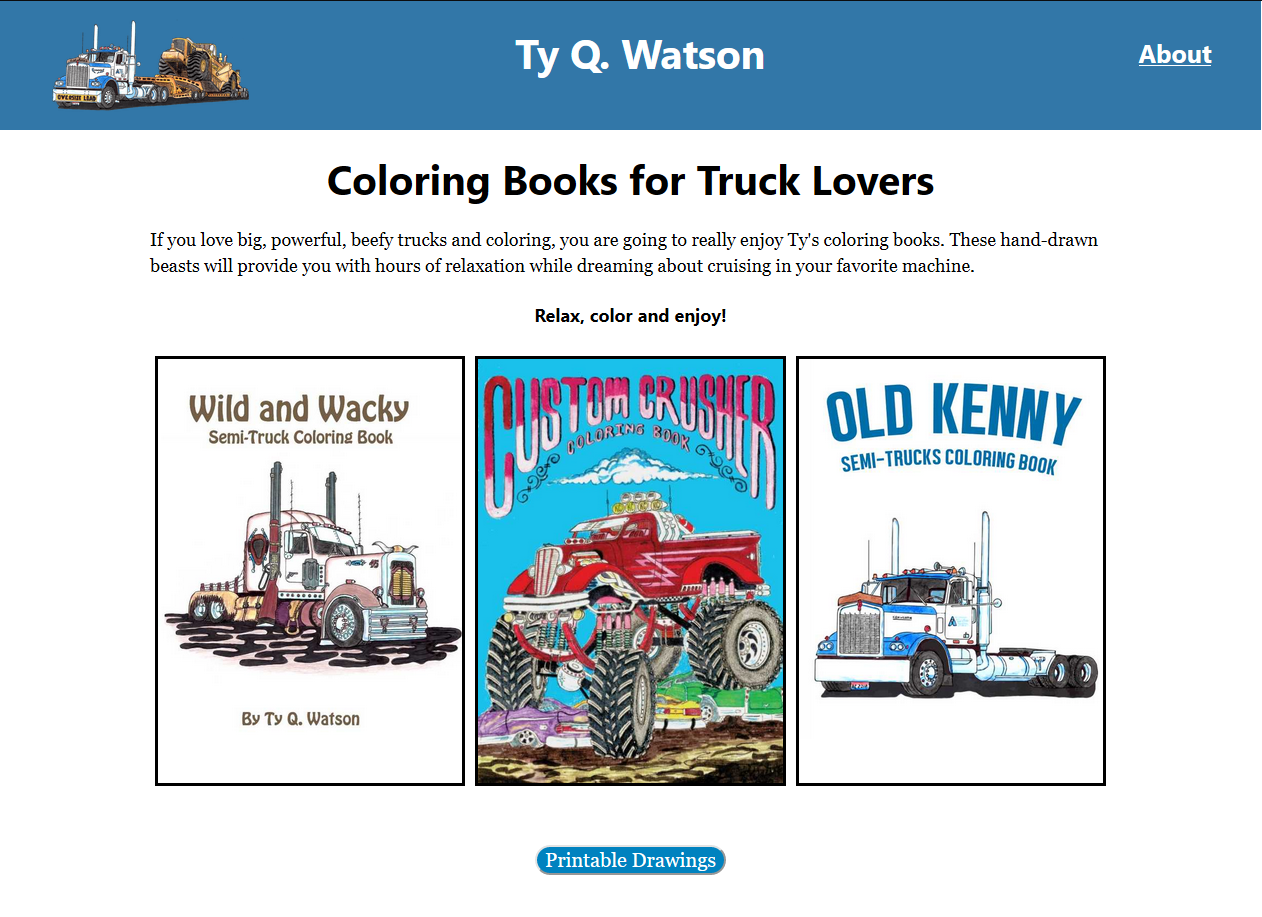 Ty Q. Watson
About
OVERSIZE LOAD
Coloring Books for Truck Lovers
If you love big, powerful, beefy trucks and coloring, you are going to really enjoy Ty's coloring books. These hand-drawn
beasts will provide you with hours of relaxation while dreaming about cruising in your favorite machine.
Relax, color and enjoy!
Wild and Wacky
Semi-Truck Coloring Book
By Ty Q. Watson
CUSTOM CRUSHER
COLORING BOOK
OLD KENNY
SEMI-TRUCKS COLORING BOOK
Printable Drawings